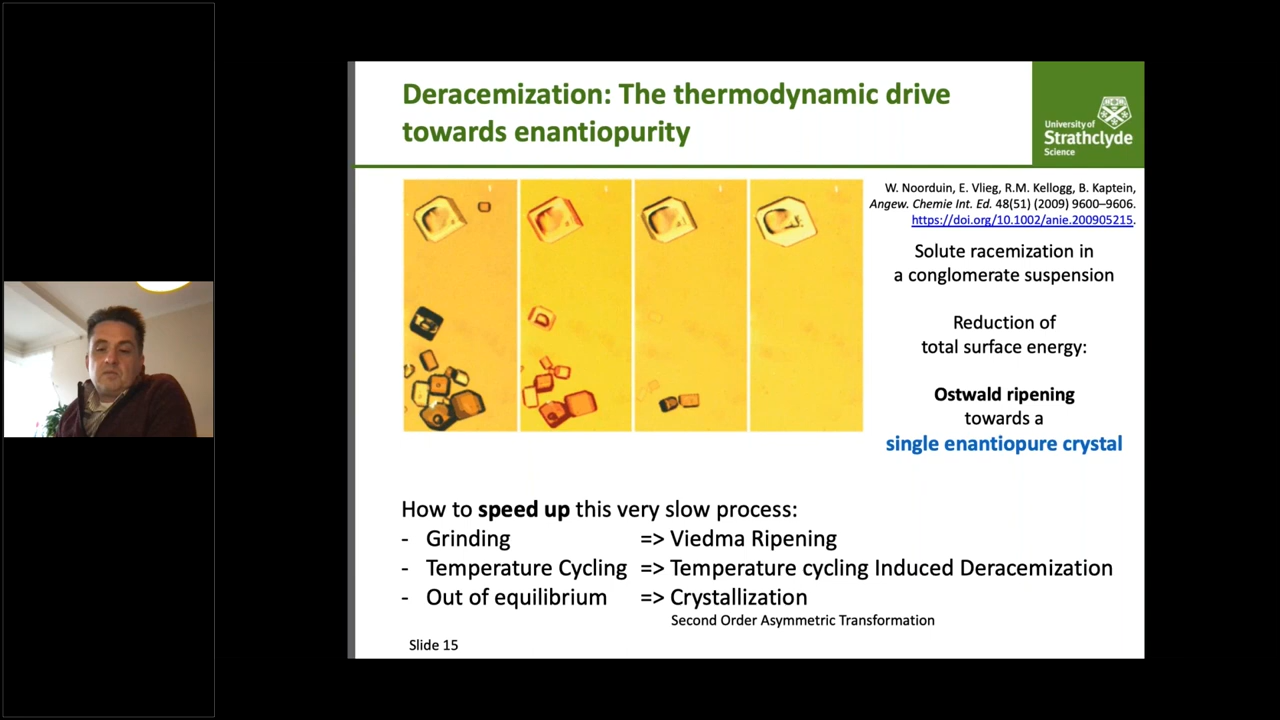 Deracemization: The thermodynamic drive
towards enantiopurity
University of
Strathclyde
Science
W. Noorduin, E. Vlieg, R.M. Kellogg, B. Kaptein,
Angew. Chemie Int. Ed. 48(51) (2009) 9600–9606.
https://doi.org/10.1002/anie.200905215.
Solute racemization in
a conglomerate suspension
Reduction of
total surface energy:
Ostwald ripening
towards a
single enantiopure crystal
How to speed up this very slow process:
- Grinding => Viedma Ripening
- Temperature Cycling => Temperature cycling Induced Deracemization
- Out of equilibrium => Crystallization
Second Order Asymmetric Transformation
Slide 15